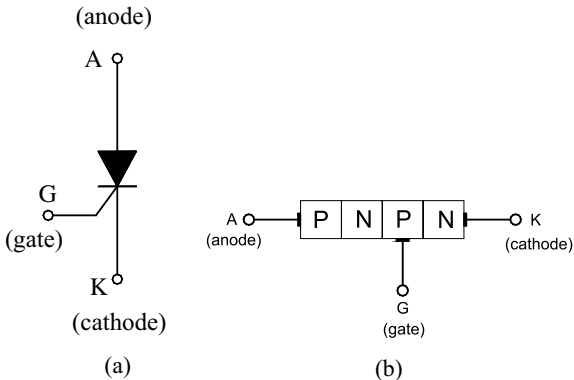 (anode)
A
G
(gate)
K
(cathode)
(a)
A
(anode)
P N P N
K
(cathode)
G
(gate)
(b)